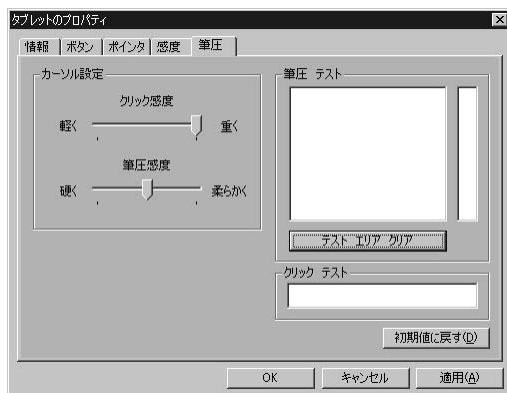 タブレットのプロパティ
情報 ボタン ポインタ 感度 筆圧
カーソル設定
クリック感度
軽く 重く
筆圧感度
硬く 柔らかく
筆圧 テスト
テスト エリア クリア
クリック テスト
初期値に戻す(D)
OK キャンセル 適用(A)